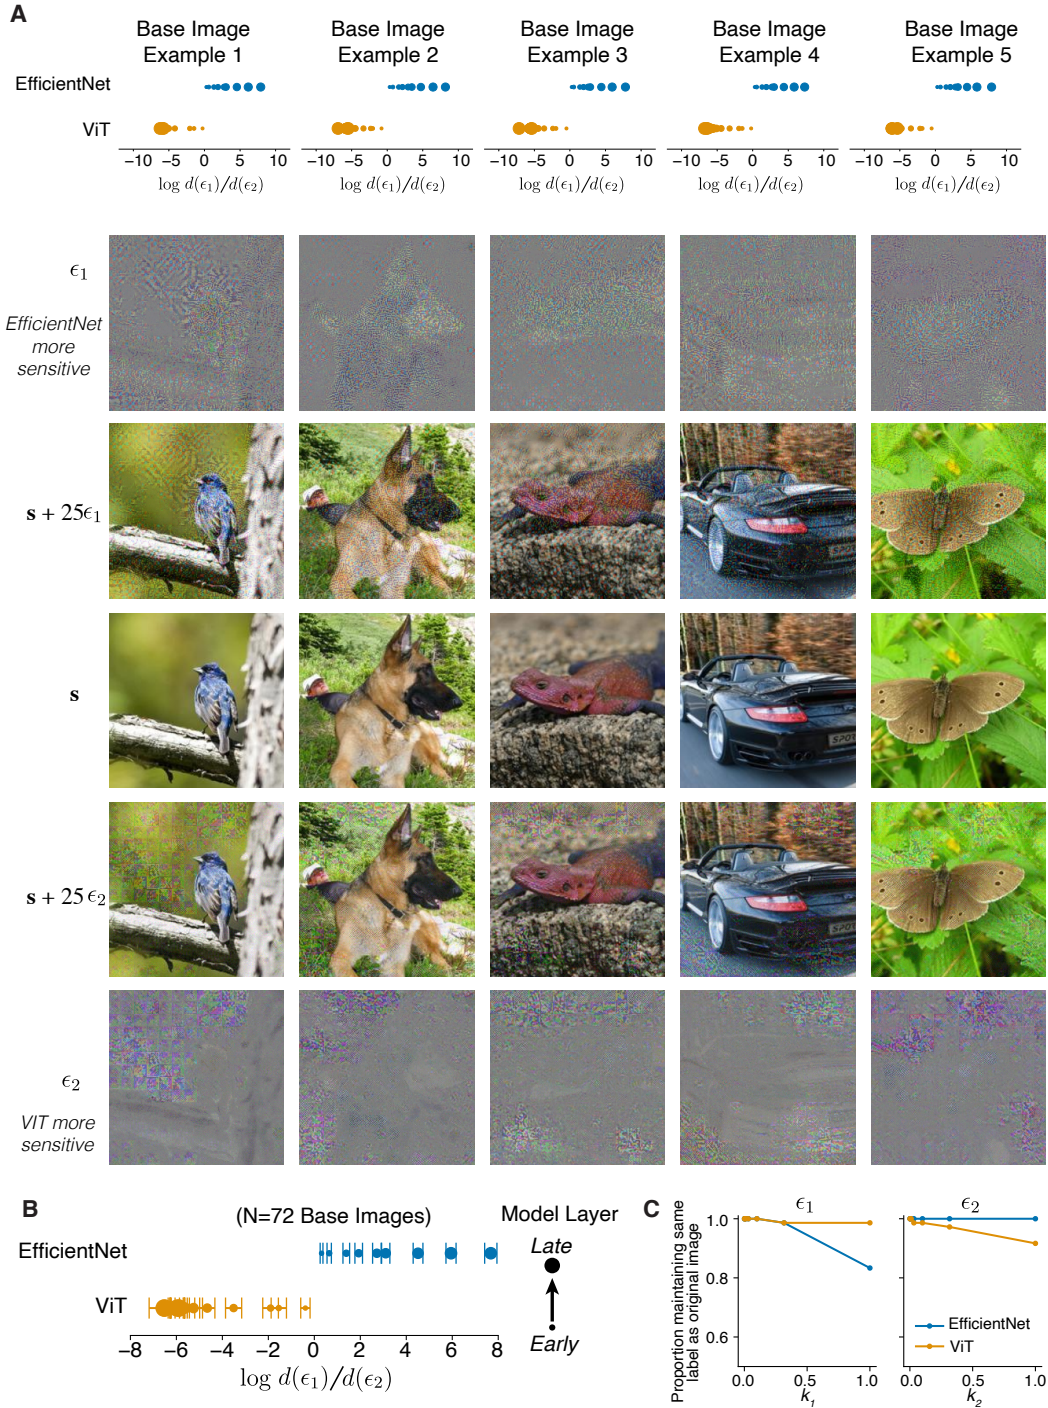 A
Base Image
Example 1
Base Image
Example 2
Base Image
Example 3
Base Image
Example 4
Base Image
Example 5
EfficientNet
ViT
−10 −5 0 5 10
−10 −5 0 5 10
−10 −5 0 5 10
−10 −5 0 5 10
−10 −5 0 5 10
log d(ϵ₁)/d(ϵ₂)
log d(ϵ₁)/d(ϵ₂)
log d(ϵ₁)/d(ϵ₂)
log d(ϵ₁)/d(ϵ₂)
log d(ϵ₁)/d(ϵ₂)
ϵ₁
EfficientNet
more
sensitive
s + 25ϵ₁
SPOT
s
SPOT
s + 25ϵ₂
SPOT
ϵ₂
VIT more
sensitive
B
(N=72 Base Images)
EfficientNet
ViT
−8 −6 −4 −2 0 2 4 6 8
log d(ϵ₁)/d(ϵ₂)
Model Layer
Late
Early
C
Proportion maintaining same
label as original image
ϵ₁
1.0
0.8
0.6
0.0 0.5 1.0
k₁
ϵ₂
EfficientNet
ViT
0.0 0.5 1.0
k₂